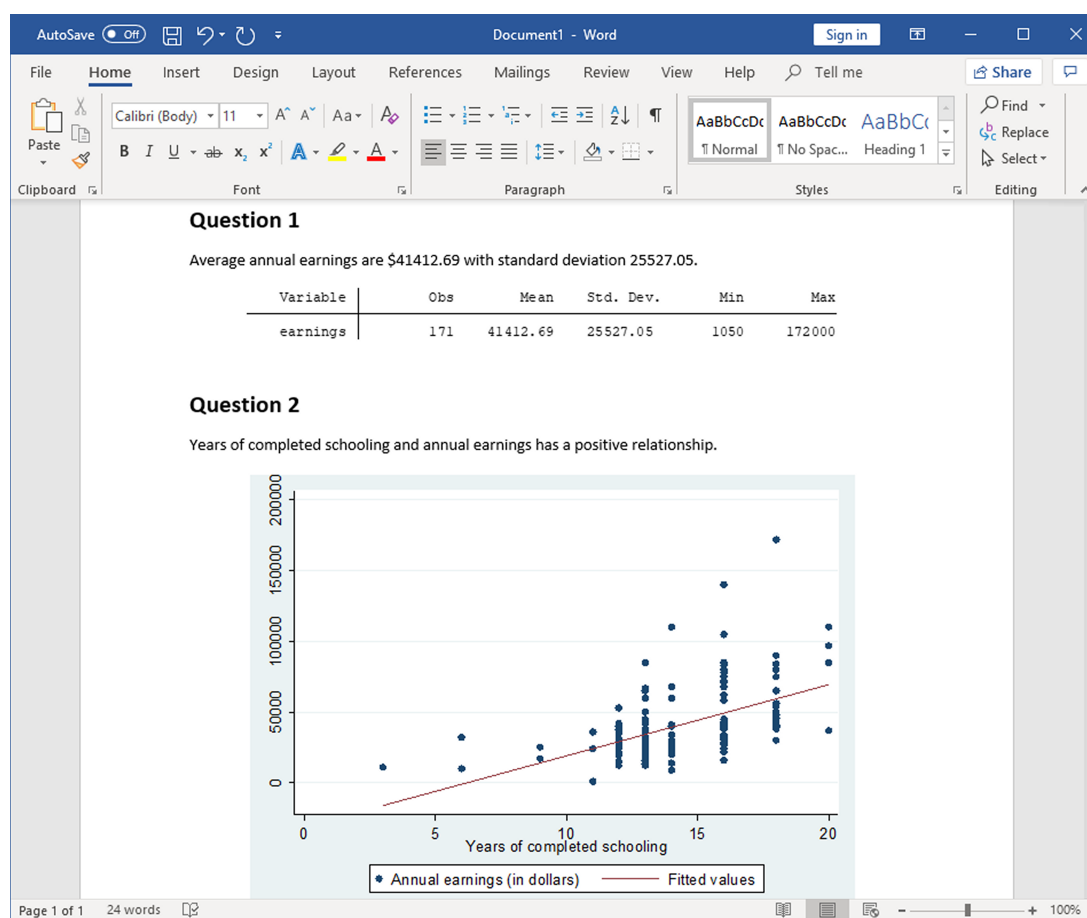 AutoSave Off Document1 - Word Sign in
File Home Insert Design Layout References Mailings Review View Help Tell me Share
Calibri (Body) 11 Aa A
Paste
B I U ab x2 x2 A A
AaBbCcDc AaBbCcDc AaBbCc
¶ Normal ¶ No Spac... Heading 1
Find
Replace
Select
Clipboard Font Paragraph Styles Editing
Question 1
Average annual earnings are $41412.69 with standard deviation 25527.05.
Variable Obs Mean Std. Dev. Min Max
earnings 171 41412.69 25527.05 1050 172000
Question 2
Years of completed schooling and annual earnings has a positive relationship.
200000
150000
100000
50000
0
0 5 10 15 20
Years of completed schooling
Annual earnings (in dollars) Fitted values
Page 1 of 1 24 words 100%